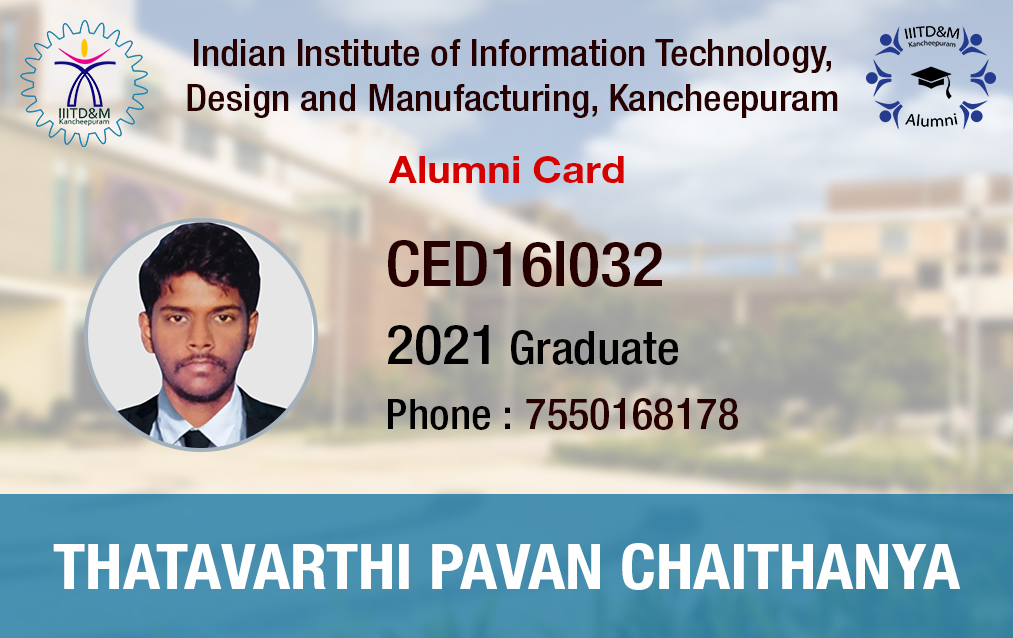 IIITD&M
Kancheepuram
Indian Institute of Information Technology,
Design and Manufacturing, Kancheepuram
IIITD&M
Kancheepuram
Alumni
Alumni Card
CED16I032
2021 Graduate
Phone : 7550168178
THATAVARTHI PAVAN CHAITHANYA